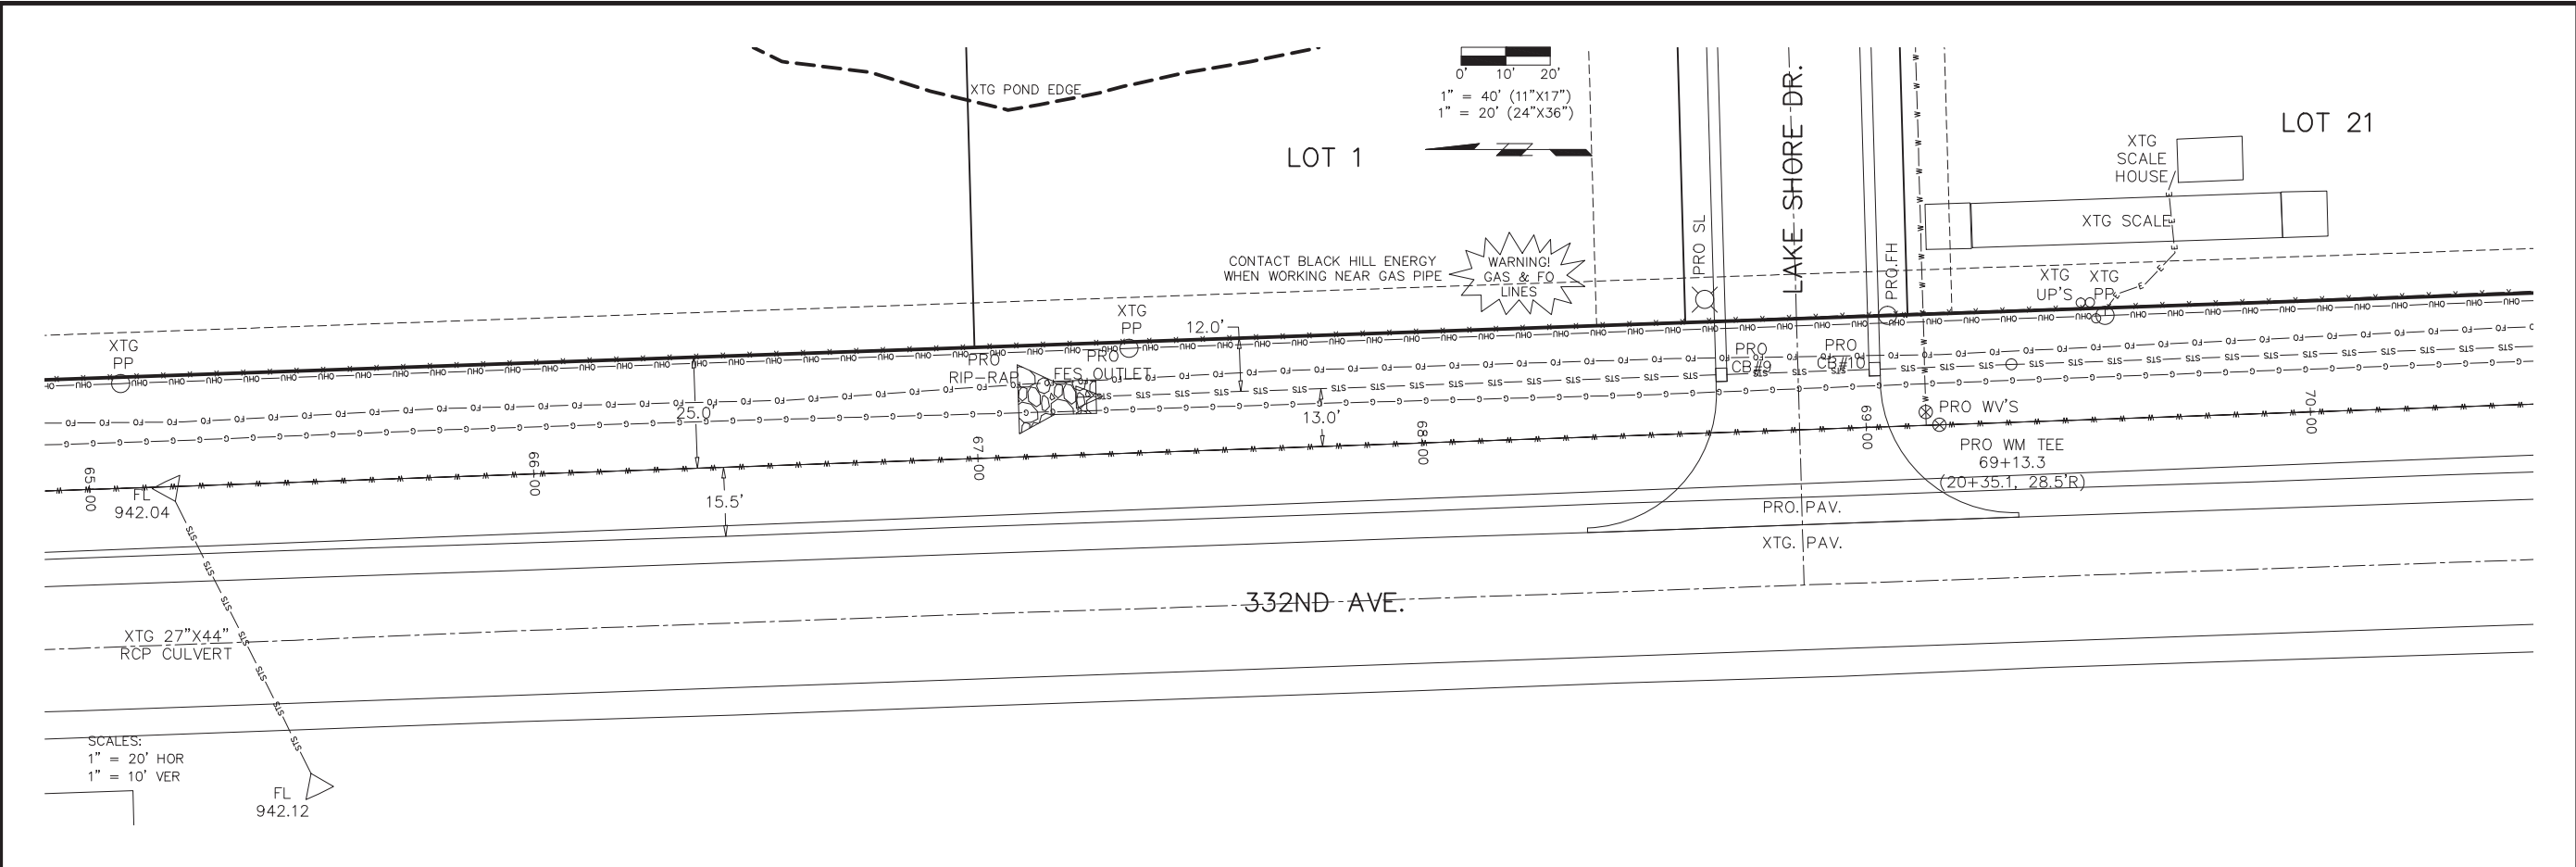 XTG POND EDGE
0' 10' 20'
1" = 40' (11"X17")
1" = 20' (24"X36")
LOT 1
LAKE SHORE DR.
LOT 21
XTG
SCALE
HOUSE
XTG SCALE
PRO SL
PRO.FH
CONTACT BLACK HILL ENERGY
WHEN WORKING NEAR GAS PIPE
WARNING!
GAS & FO
LINES
XTG
UP'S
XTG
PP
XTG
PP
XTG
PP
12.0'
PRO
RIP-RAP
PRO
FES OUTLET
PRO
CB#9
PRO
CB#10
25.0'
13.0'
15.5'
65+00
66+00
67+00
68+00
69+00
70+00
PRO WV'S
PRO WM TEE
69+13.3
(20+35.1, 28.5'R)
FL
942.04
PRO. PAV.
XTG. PAV.
332ND AVE.
XTG 27"X44"
RCP CULVERT
SCALES:
1" = 20' HOR
1" = 10' VER
FL
942.12
OHU
FO
STS
G
W
E